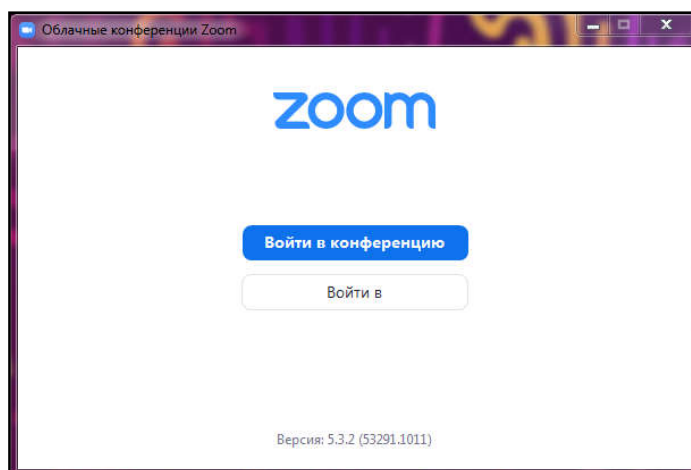 Облачные конференции Zoom
zoom
Войти в конференцию
Войти в
Версия: 5.3.2 (53291.1011)